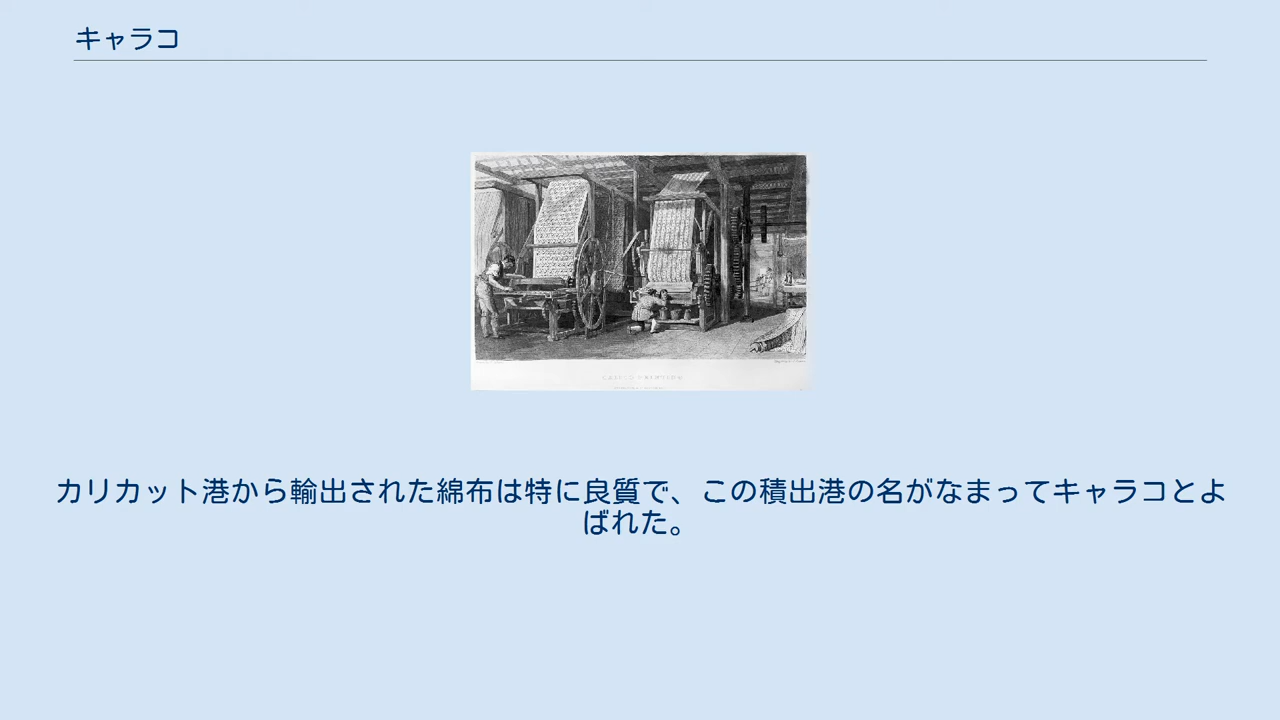 キャラコ
カリカット港から輸出された綿布は特に良質で、この積出港の名がなまってキャラコとよ
ばれた。